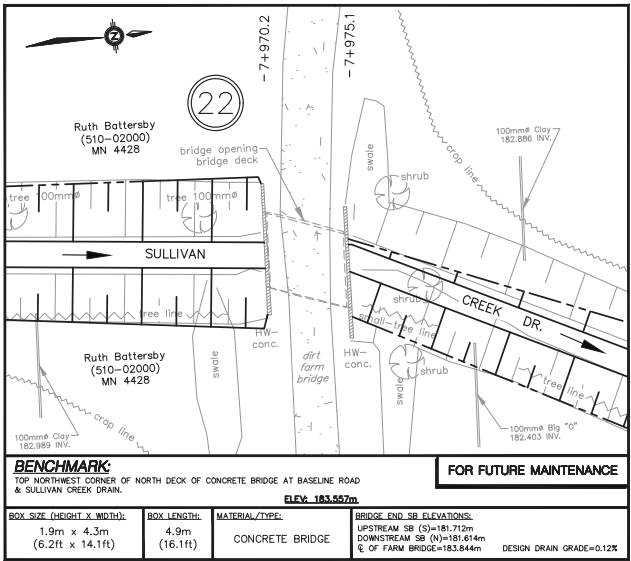 Z
-7+970.2
-7+975.1
22
Ruth Battersby
(510-02000)
MN 4428
bridge opening
bridge deck
swale
shrub
crop line
100mmø Clay
182.886 INV.
tree 100mmø
tree 100mmø
SULLIVAN
CREEK DR.
shrub
small-tree line
tree line
HW-
conc.
HW-
conc.
dirt
farm
bridge
swale
swale
shrub
tree line
Ruth Battersby
(510-02000)
MN 4428
100mmø Clay
182.989 INV.
crop line
100mmø Big "O"
182.403 INV.
BENCHMARK:
TOP NORTHWEST CORNER OF NORTH DECK OF CONCRETE BRIDGE AT BASELINE ROAD
& SULLIVAN CREEK DRAIN.
ELEV: 183.557m
FOR FUTURE MAINTENANCE
BOX SIZE (HEIGHT X WIDTH):
1.9m x 4.3m
(6.2ft x 14.1ft)
BOX LENGTH:
4.9m
(16.1ft)
MATERIAL/TYPE:
CONCRETE BRIDGE
BRIDGE END SB ELEVATIONS:
UPSTREAM SB (S)=181.712m
DOWNSTREAM SB (N)=181.614m
℄ OF FARM BRIDGE=183.844m
DESIGN DRAIN GRADE=0.12%